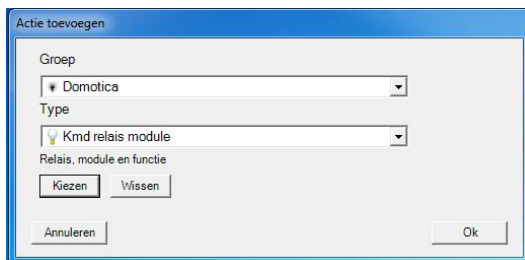 Actie toevoegen
Groep
Domotica
Type
Kmd relais module
Relais, module en functie
Kiezen Wissen
Annuleren Ok